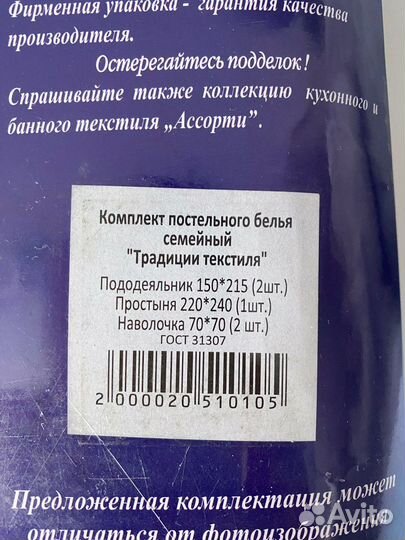 Фирменная упаковка - гарантия качества
производителя.
Остерегайтесь подделок!
Спрашивайте также коллекцию кухонного и
банного текстиля „Ассорти”.
Комплект постельного белья
семейный
"Традиции текстиля"
Пододеяльник 150*215 (2шт.)
Простыня 220*240 (1шт.)
Наволочка 70*70 (2 шт.)
ГОСТ 31307
2 000020 510105
Предложенная комплектация может
отличаться от фотоизображения
Avito